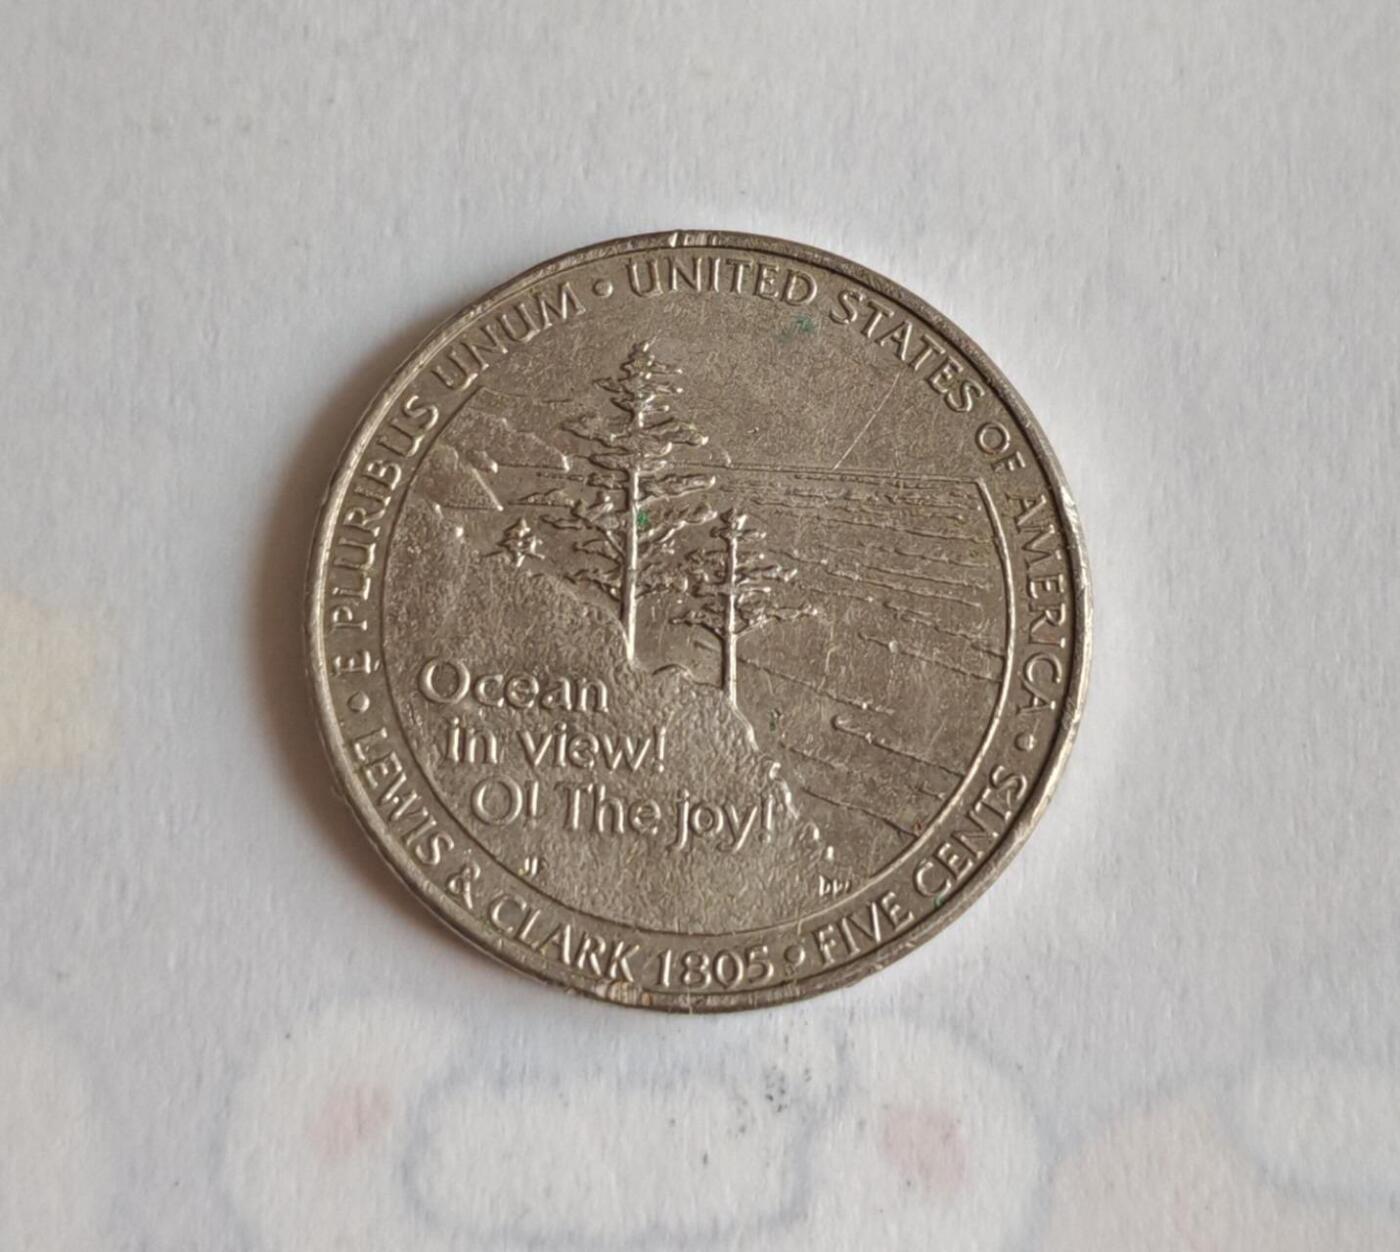 E PLURIBUS UNUM • UNITED STATES OF AMERICA •
Ocean
in view!
O! The joy!
LEWIS & CLARK 1805 • FIVE CENTS